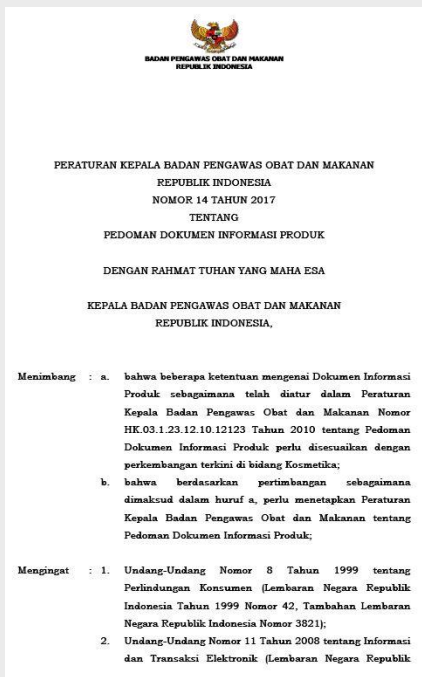 BADAN PENGAWAS OBAT DAN MAKANAN
REPUBLIK INDONESIA
PERATURAN KEPALA BADAN PENGAWAS OBAT DAN MAKANAN
REPUBLIK INDONESIA
NOMOR 14 TAHUN 2017
TENTANG
PEDOMAN DOKUMEN INFORMASI PRODUK
DENGAN RAHMAT TUHAN YANG MAHA ESA
KEPALA BADAN PENGAWAS OBAT DAN MAKANAN
REPUBLIK INDONESIA,
Menimbang : a. bahwa beberapa ketentuan mengenai Dokumen Informasi
Produk sebagaimana telah diatur dalam Peraturan
Kepala Badan Pengawas Obat dan Makanan Nomor
HK.03.1.23.12.10.12123 Tahun 2010 tentang Pedoman
Dokumen Informasi Produk perlu disesuaikan dengan
perkembangan terkini di bidang Kosmetika;
b. bahwa berdasarkan pertimbangan sebagaimana
dimaksud dalam huruf a, perlu menetapkan Peraturan
Kepala Badan Pengawas Obat dan Makanan tentang
Pedoman Dokumen Informasi Produk;
Mengingat : 1. Undang-Undang Nomor 8 Tahun 1999 tentang
Perlindungan Konsumen (Lembaran Negara Republik
Indonesia Tahun 1999 Nomor 42, Tambahan Lembaran
Negara Republik Indonesia Nomor 3821);
2. Undang-Undang Nomor 11 Tahun 2008 tentang Informasi
dan Transaksi Elektronik (Lembaran Negara Republik